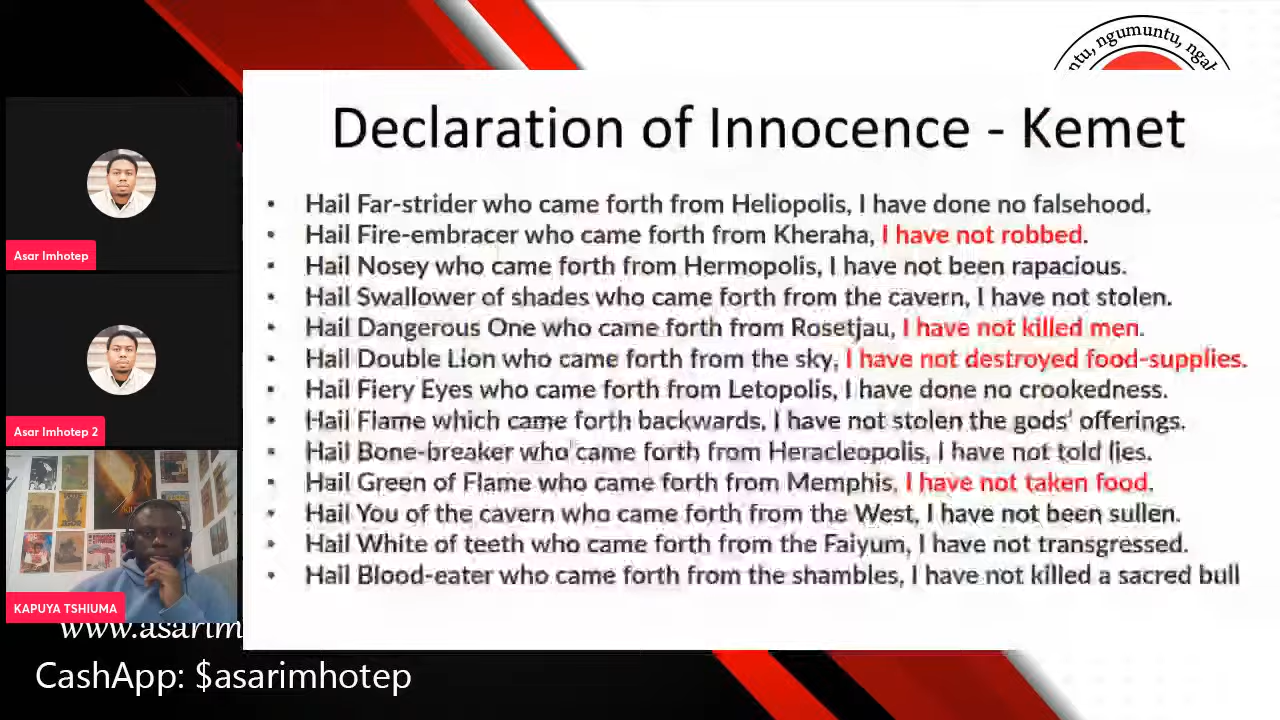 ngumuntu,
Declaration of Innocence - Kemet
• Hail Far-strider who came forth from Heliopolis, I have done no falsehood.
• Hail Fire-embracer who came forth from Kheraha, I have not robbed.
• Hail Nosey who came forth from Hermopolis, I have not been rapacious.
• Hail Swallower of shades who came forth from the cavern, I have not stolen.
• Hail Dangerous One who came forth from Rosetjau, I have not killed men.
• Hail Double Lion who came forth from the sky, I have not destroyed food-supplies.
• Hail Fiery Eyes who came forth from Letopolis, I have done no crookedness.
• Hail Flame which came forth backwards, I have not stolen the gods' offerings.
• Hail Bone-breaker who came forth from Heracleopolis, I have not told lies.
• Hail Green of Flame who came forth from Memphis, I have not taken food.
• Hail You of the cavern who came forth from the West, I have not been sullen.
• Hail White of teeth who came forth from the Faiyum, I have not transgressed.
• Hail Blood-eater who came forth from the shambles, I have not killed a sacred bull
Asar Imhotep
Asar Imhotep 2
KAPUYA TSHIUMA
www.asarim
CashApp: $asarimhotep